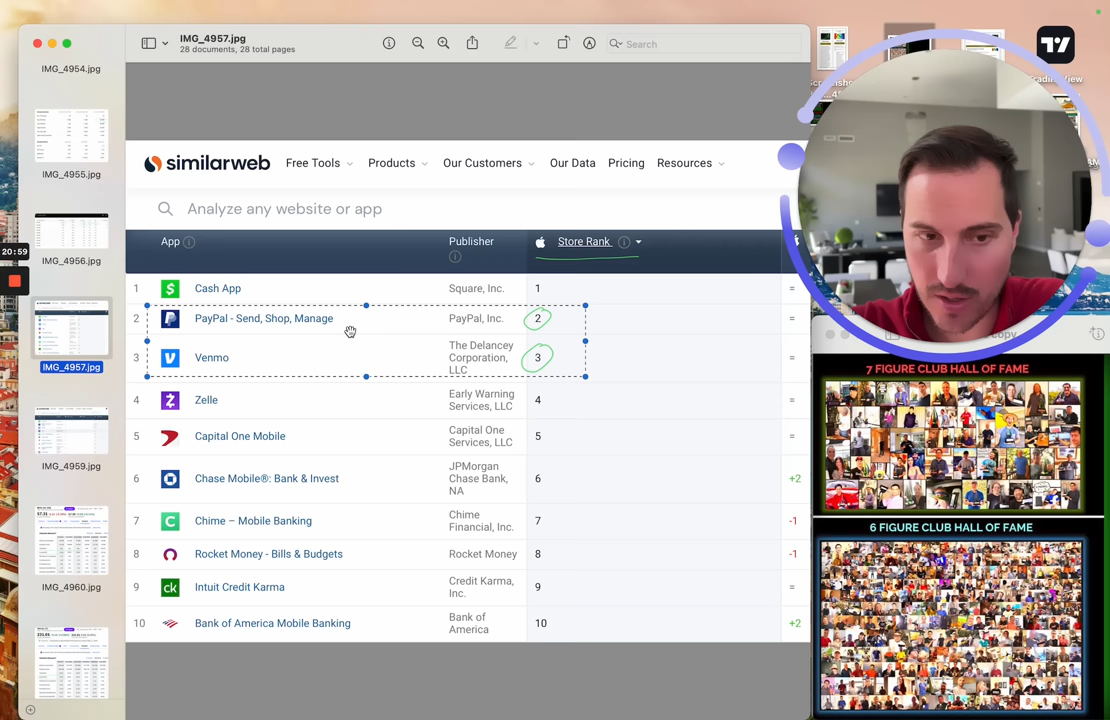 IMG_4957.jpg
28 documents, 28 total pages
Search
IMG_4954.jpg
IMG_4955.jpg
IMG_4956.jpg
IMG_4957.jpg
IMG_4959.jpg
IMG_4960.jpg
20:59
similarweb
Free Tools
Products
Our Customers
Our Data
Pricing
Resources
Analyze any website or app
App
Publisher
Store Rank
1 Cash App Square, Inc. 1 =
2 PayPal - Send, Shop, Manage PayPal, Inc. 2 =
3 Venmo The Delancey Corporation, LLC 3 =
4 Zelle Early Warning Services, LLC 4 =
5 Capital One Mobile Capital One Services, LLC 5 =
6 Chase Mobile®: Bank & Invest JPMorgan Chase Bank, NA 6 +2
7 Chime – Mobile Banking Chime Financial, Inc. 7 -1
8 Rocket Money - Bills & Budgets Rocket Money 8 -1
9 Intuit Credit Karma Credit Karma, Inc. 9 =
10 Bank of America Mobile Banking Bank of America 10 +2
7 FIGURE CLUB HALL OF FAME
6 FIGURE CLUB HALL OF FAME